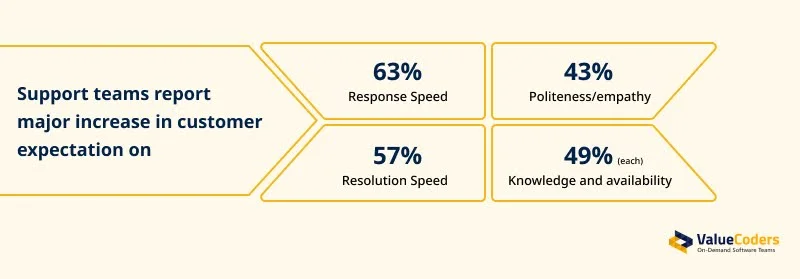 Support teams report
major increase in customer
expectation on
63%
Response Speed
43%
Politeness/empathy
57%
Resolution Speed
49% (each)
Knowledge and availability
ValueCoders
On-Demand Software Teams